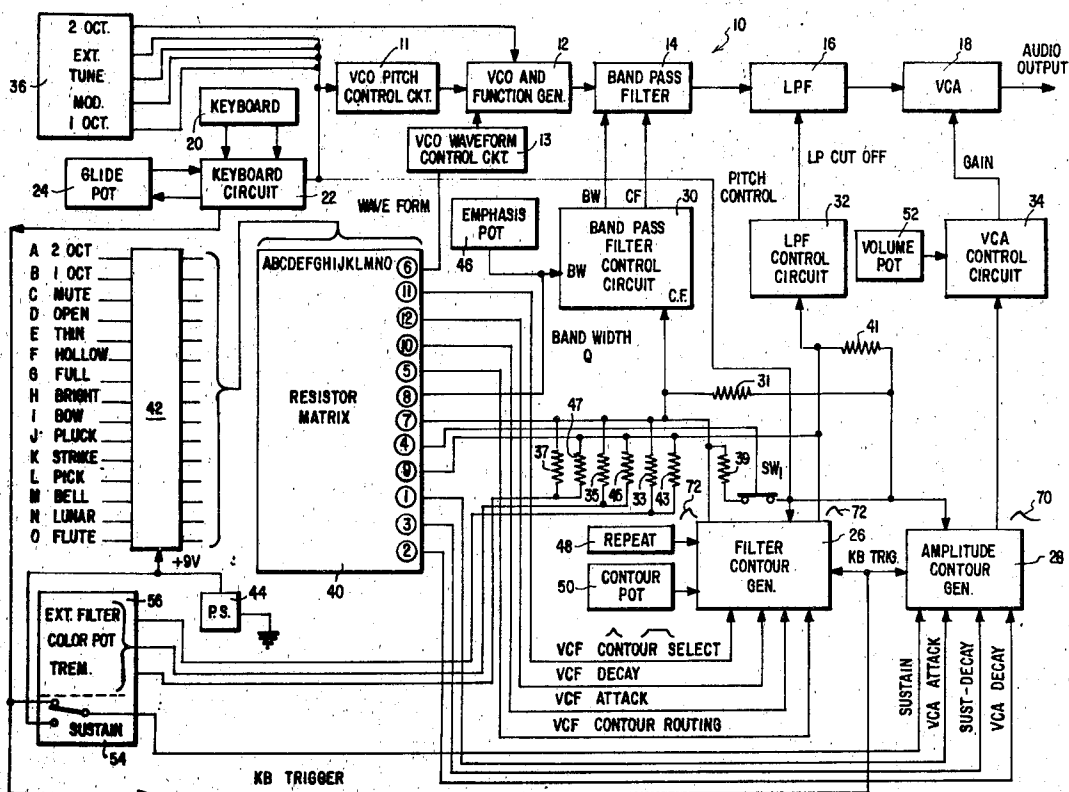 2 OCT.
EXT.
TUNE
MOD.
1 OCT.
36
11
VCO PITCH
CONTROL CKT.
12
VCO AND
FUNCTION GEN.
14
BAND PASS
FILTER
10
16
LPF
18
VCA
AUDIO
OUTPUT
KEYBOARD
20
VCO WAVEFORM
CONTROL CKT.
13
24
GLIDE
POT
KEYBOARD
CIRCUIT
22
WAVE FORM
EMPHASIS
POT
46
BW
CF
30
BAND PASS
FILTER
CONTROL
CIRCUIT
BW
C.F.
PITCH
CONTROL
LP CUT OFF
GAIN
32
LPF
CONTROL
CIRCUIT
52
VOLUME
POT
34
VCA
CONTROL
CIRCUIT
A 2 OCT
B 1 OCT
C MUTE
D OPEN
E THIN
F HOLLOW
G FULL
H BRIGHT
I BOW
J PLUCK
K STRIKE
L PICK
M BELL
N LUNAR
O FLUTE
42
+9V
ABCDEFGHIJKLMNO
RESISTOR
MATRIX
40
6
11
12
10
5
8
7
4
9
1
3
2
BAND WIDTH
Q
41
31
37
47
35
45
33
43
39
SW1
72
72
70
48
REPEAT
50
CONTOUR
POT
FILTER
CONTOUR
GEN.
26
KB TRIG.
AMPLITUDE
CONTOUR
GEN.
28
44
P.S.
56
EXT. FILTER
COLOR POT
TREM.
SUSTAIN
54
VCF CONTOUR SELECT
VCF DECAY
VCF ATTACK
VCF CONTOUR ROUTING
SUSTAIN
VCA ATTACK
SUST-DECAY
VCA DECAY
KB TRIGGER